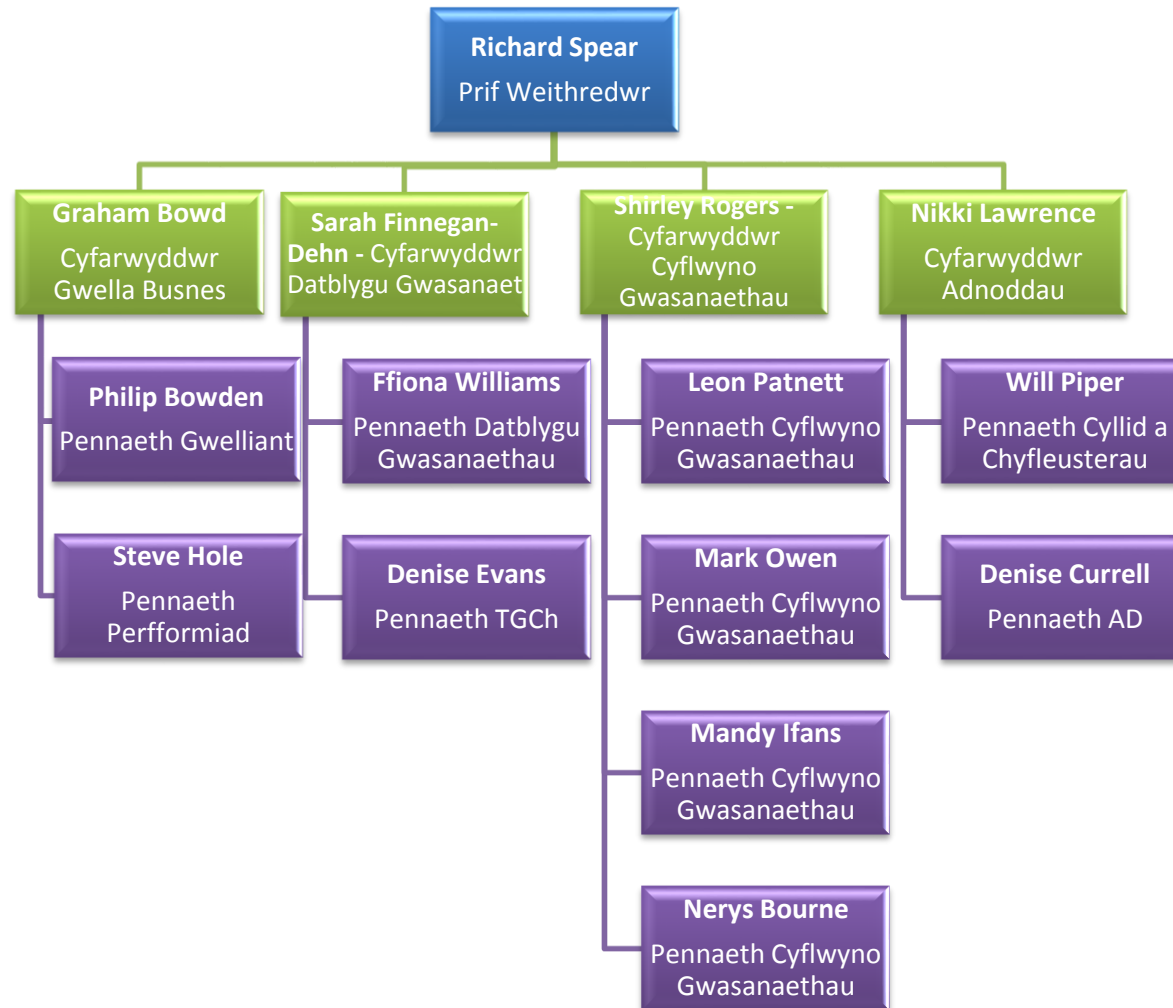 Richard Spear
Prif Weithredwr
Graham Bowd
Cyfarwyddwr
Gwella Busnes
Philip Bowden
Pennaeth Gwelliant
Steve Hole
Pennaeth
Perfformiad
Sarah Finnegan-
Dehn - Cyfarwyddwr
Datblygu Gwasanaet
Ffiona Williams
Pennaeth Datblygu
Gwasanaethau
Denise Evans
Pennaeth TGCh
Shirley Rogers -
Cyfarwyddwr
Cyflwyno
Gwasanaethau
Leon Patnett
Pennaeth Cyflwyno
Gwasanaethau
Mark Owen
Pennaeth Cyflwyno
Gwasanaethau
Mandy Ifans
Pennaeth Cyflwyno
Gwasanaethau
Nerys Bourne
Pennaeth Cyflwyno
Gwasanaethau
Nikki Lawrence
Cyfarwyddwr
Adnoddau
Will Piper
Pennaeth Cyllid a
Chyfleusterau
Denise Currell
Pennaeth AD